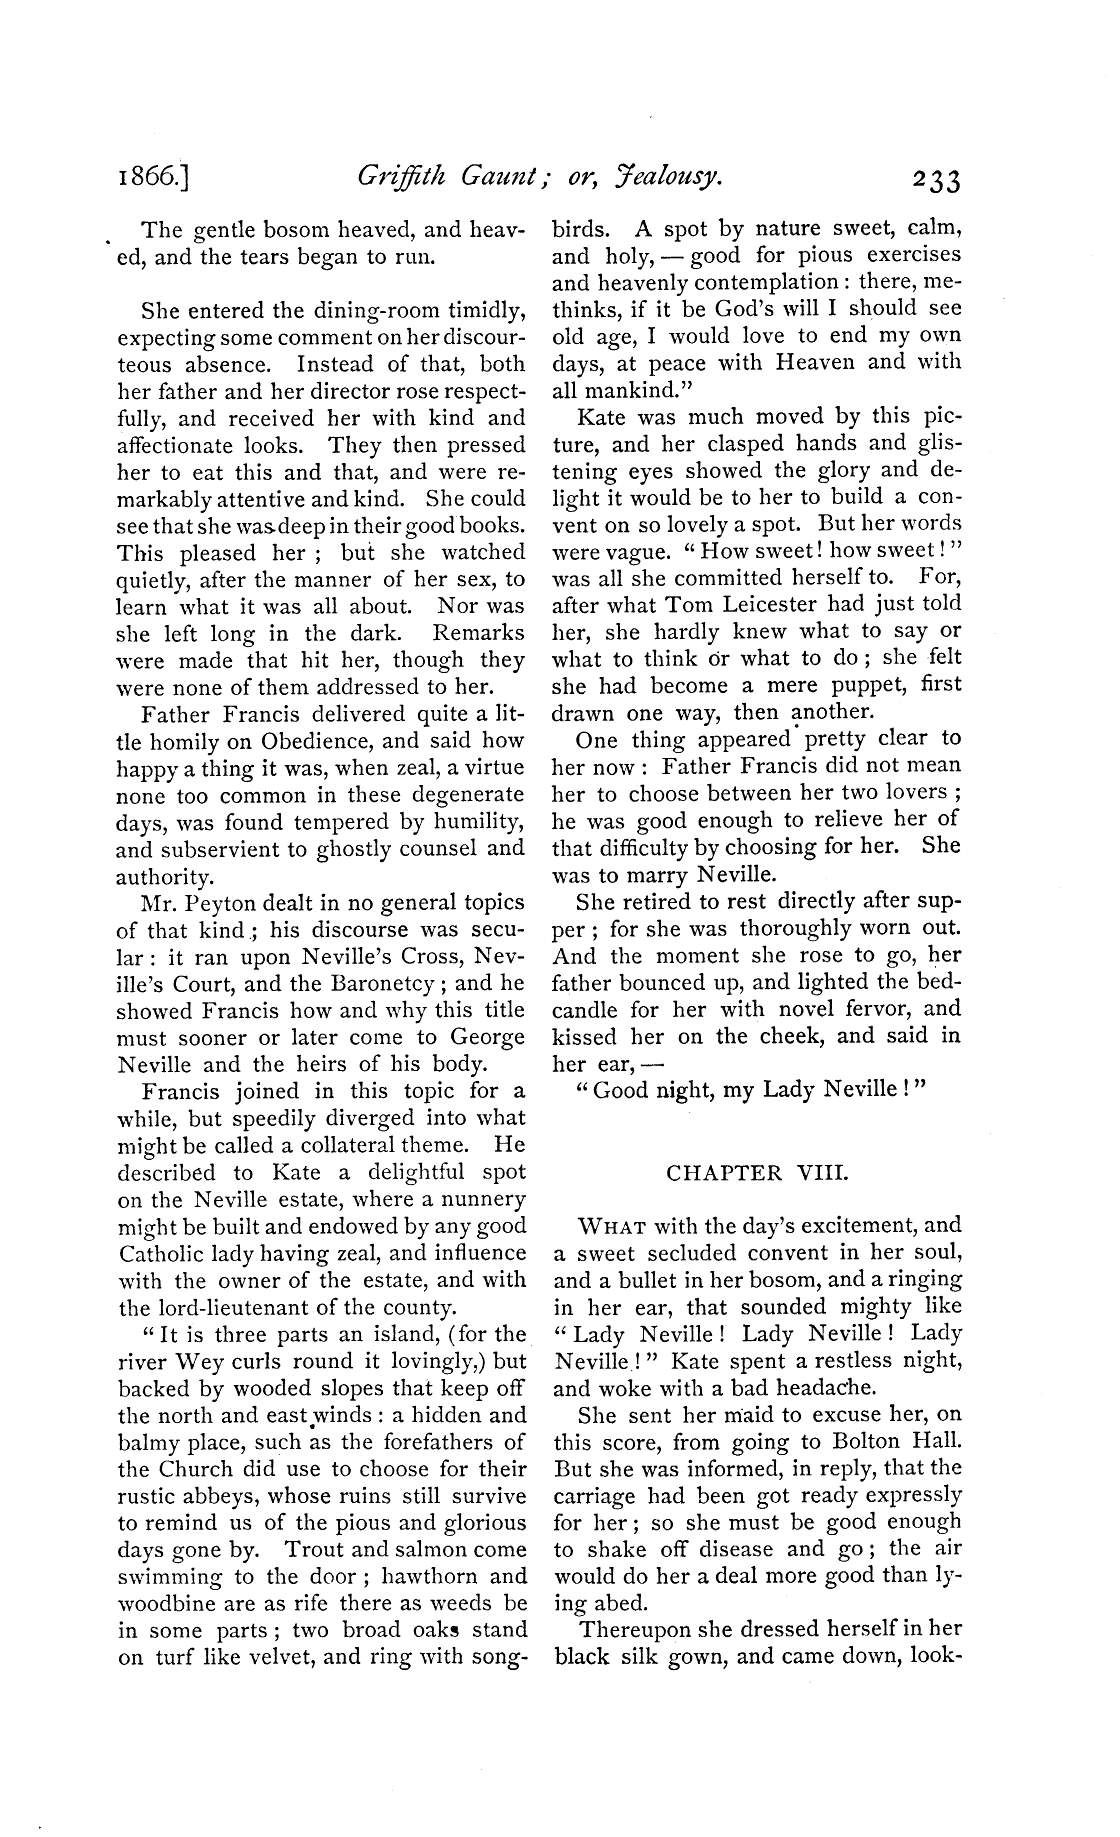 1866.] Griffith Gaunt; or, Jealousy. 233
The gentle bosom heaved, and heav-
ed, and the tears began to run.
She entered the dining-room timidly,
expecting some comment on her discour-
teous absence. Instead of that, both
her father and her director rose respect-
fully, and received her with kind and
affectionate looks. They then pressed
her to eat this and that, and were re-
markably attentive and kind. She could
see that she was deep in their good books.
This pleased her; but she watched
quietly, after the manner of her sex, to
learn what it was all about. Nor was
she left long in the dark. Remarks
were made that hit her, though they
were none of them addressed to her.
Father Francis delivered quite a lit-
tle homily on Obedience, and said how
happy a thing it was, when zeal, a virtue
none too common in these degenerate
days, was found tempered by humility,
and subservient to ghostly counsel and
authority.
Mr. Peyton dealt in no general topics
of that kind; his discourse was secu-
lar: it ran upon Neville's Cross, Nev-
ille's Court, and the Baronetcy; and he
showed Francis how and why this title
must sooner or later come to George
Neville and the heirs of his body.
Francis joined in this topic for a
while, but speedily diverged into what
might be called a collateral theme. He
described to Kate a delightful spot
on the Neville estate, where a nunnery
might be built and endowed by any good
Catholic lady having zeal, and influence
with the owner of the estate, and with
the lord-lieutenant of the county.
"It is three parts an island, (for the
river Wey curls round it lovingly,) but
backed by wooded slopes that keep off
the north and east winds: a hidden and
balmy place, such as the forefathers of
the Church did use to choose for their
rustic abbeys, whose ruins still survive
to remind us of the pious and glorious
days gone by. Trout and salmon come
swimming to the door; hawthorn and
woodbine are as rife there as weeds be
in some parts; two broad oaks stand
on turf like velvet, and ring with song-
birds. A spot by nature sweet, calm,
and holy, — good for pious exercises
and heavenly contemplation: there, me-
thinks, if it be God's will I should see
old age, I would love to end my own
days, at peace with Heaven and with
all mankind."
Kate was much moved by this pic-
ture, and her clasped hands and glis-
tening eyes showed the glory and de-
light it would be to her to build a con-
vent on so lovely a spot. But her words
were vague. "How sweet! how sweet!"
was all she committed herself to. For,
after what Tom Leicester had just told
her, she hardly knew what to say or
what to think or what to do; she felt
she had become a mere puppet, first
drawn one way, then another.
One thing appeared pretty clear to
her now: Father Francis did not mean
her to choose between her two lovers;
he was good enough to relieve her of
that difficulty by choosing for her. She
was to marry Neville.
She retired to rest directly after sup-
per; for she was thoroughly worn out.
And the moment she rose to go, her
father bounced up, and lighted the bed-
candle for her with novel fervor, and
kissed her on the cheek, and said in
her ear, —
"Good night, my Lady Neville!"
CHAPTER VIII.
WHAT with the day's excitement, and
a sweet secluded convent in her soul,
and a bullet in her bosom, and a ringing
in her ear, that sounded mighty like
"Lady Neville! Lady Neville! Lady
Neville!" Kate spent a restless night,
and woke with a bad headache.
She sent her maid to excuse her, on
this score, from going to Bolton Hall.
But she was informed, in reply, that the
carriage had been got ready expressly
for her; so she must be good enough
to shake off disease and go; the air
would do her a deal more good than ly-
ing abed.
Thereupon she dressed herself in her
black silk gown, and came down, look-